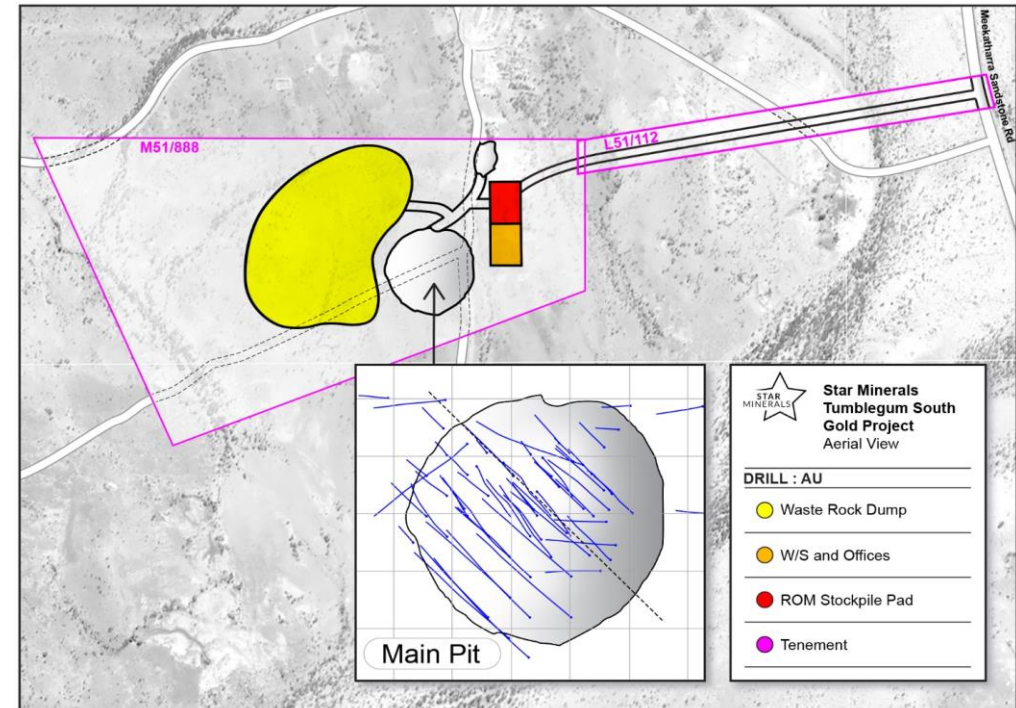 Meekatharra Sandstone Rd
M51/888
L51/112
Main Pit
STAR
MINERALS
Star Minerals
Tumblegum South
Gold Project
Aerial View
DRILL : AU
Waste Rock Dump
W/S and Offices
ROM Stockpile Pad
Tenement